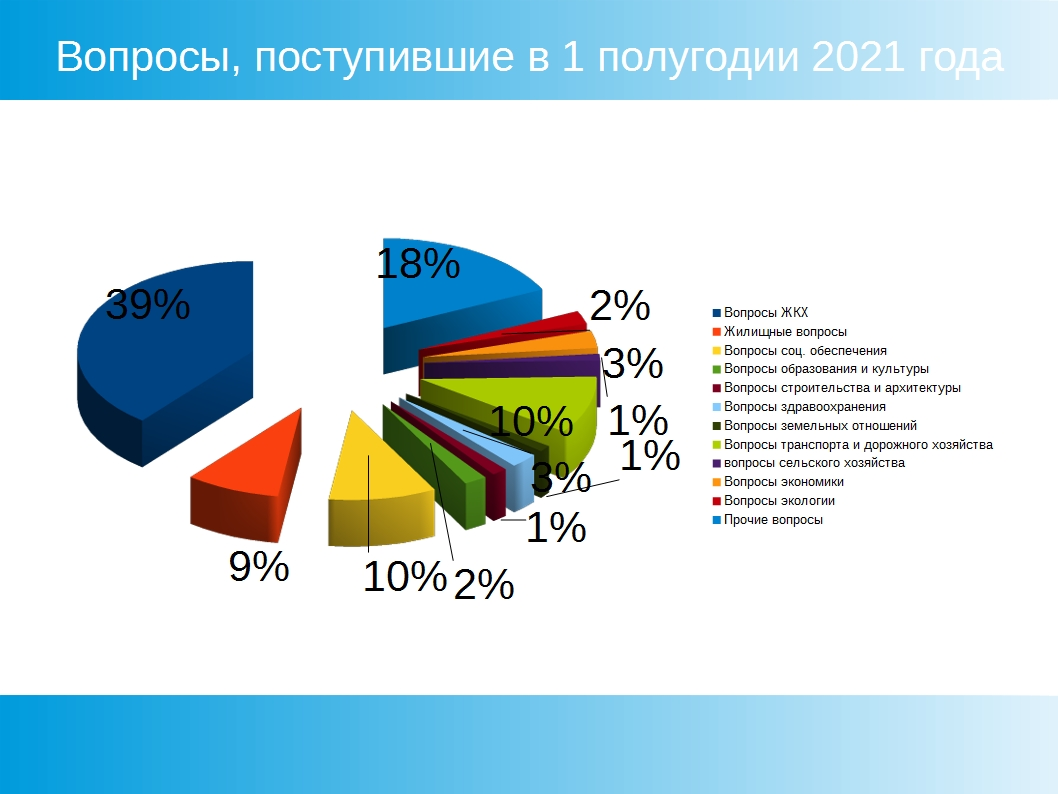 Вопросы, поступившие в 1 полугодии 2021 года
18%
39%
2%
3%
10%
1%
1%
3%
1%
9%
10%
2%
Вопросы ЖКХ
Жилищные вопросы
Вопросы соц. обеспечения
Вопросы образования и культуры
Вопросы строительства и архитектуры
Вопросы здравоохранения
Вопросы земельных отношений
Вопросы транспорта и дорожного хозяйства
вопросы сельского хозяйства
Вопросы экономики
Вопросы экологии
Прочие вопросы